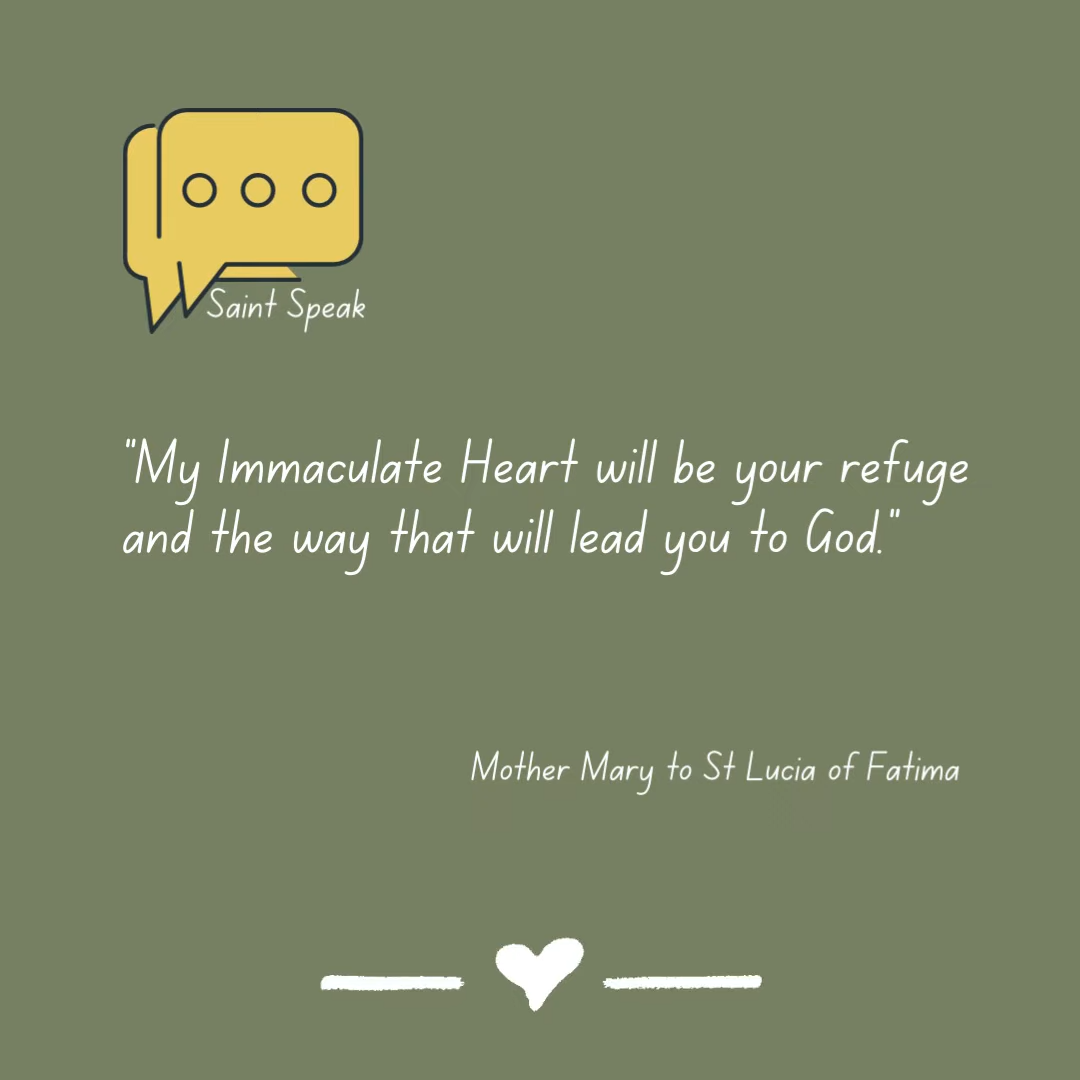 Saint Speak
"My Immaculate Heart will be your refuge
and the way that will lead you to God."
Mother Mary to St Lucia of Fatima